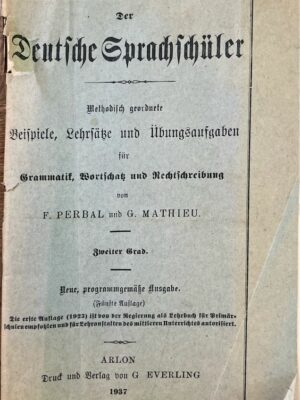 Der
Deutsche Sprachschüler
Methodisch geordnete
Beispiele, Lehrsätze und Übungsaufgaben
für
Grammatik, Wortschatz und Rechtschreibung
von
F. PERBAL und G. MATHIEU.
Zweiter Grad.
Neue, programmgemäße Ausgabe.
(Fünfte Auflage)
Die erste Auflage (1923) ist von der Regierung als Lehrbuch für Primär-
schulen empfohlen und für Lehranstalten des mittleren Unterrichtes autorisiert.
ARLON
Druck und Verlag von G. EVERLING
1937